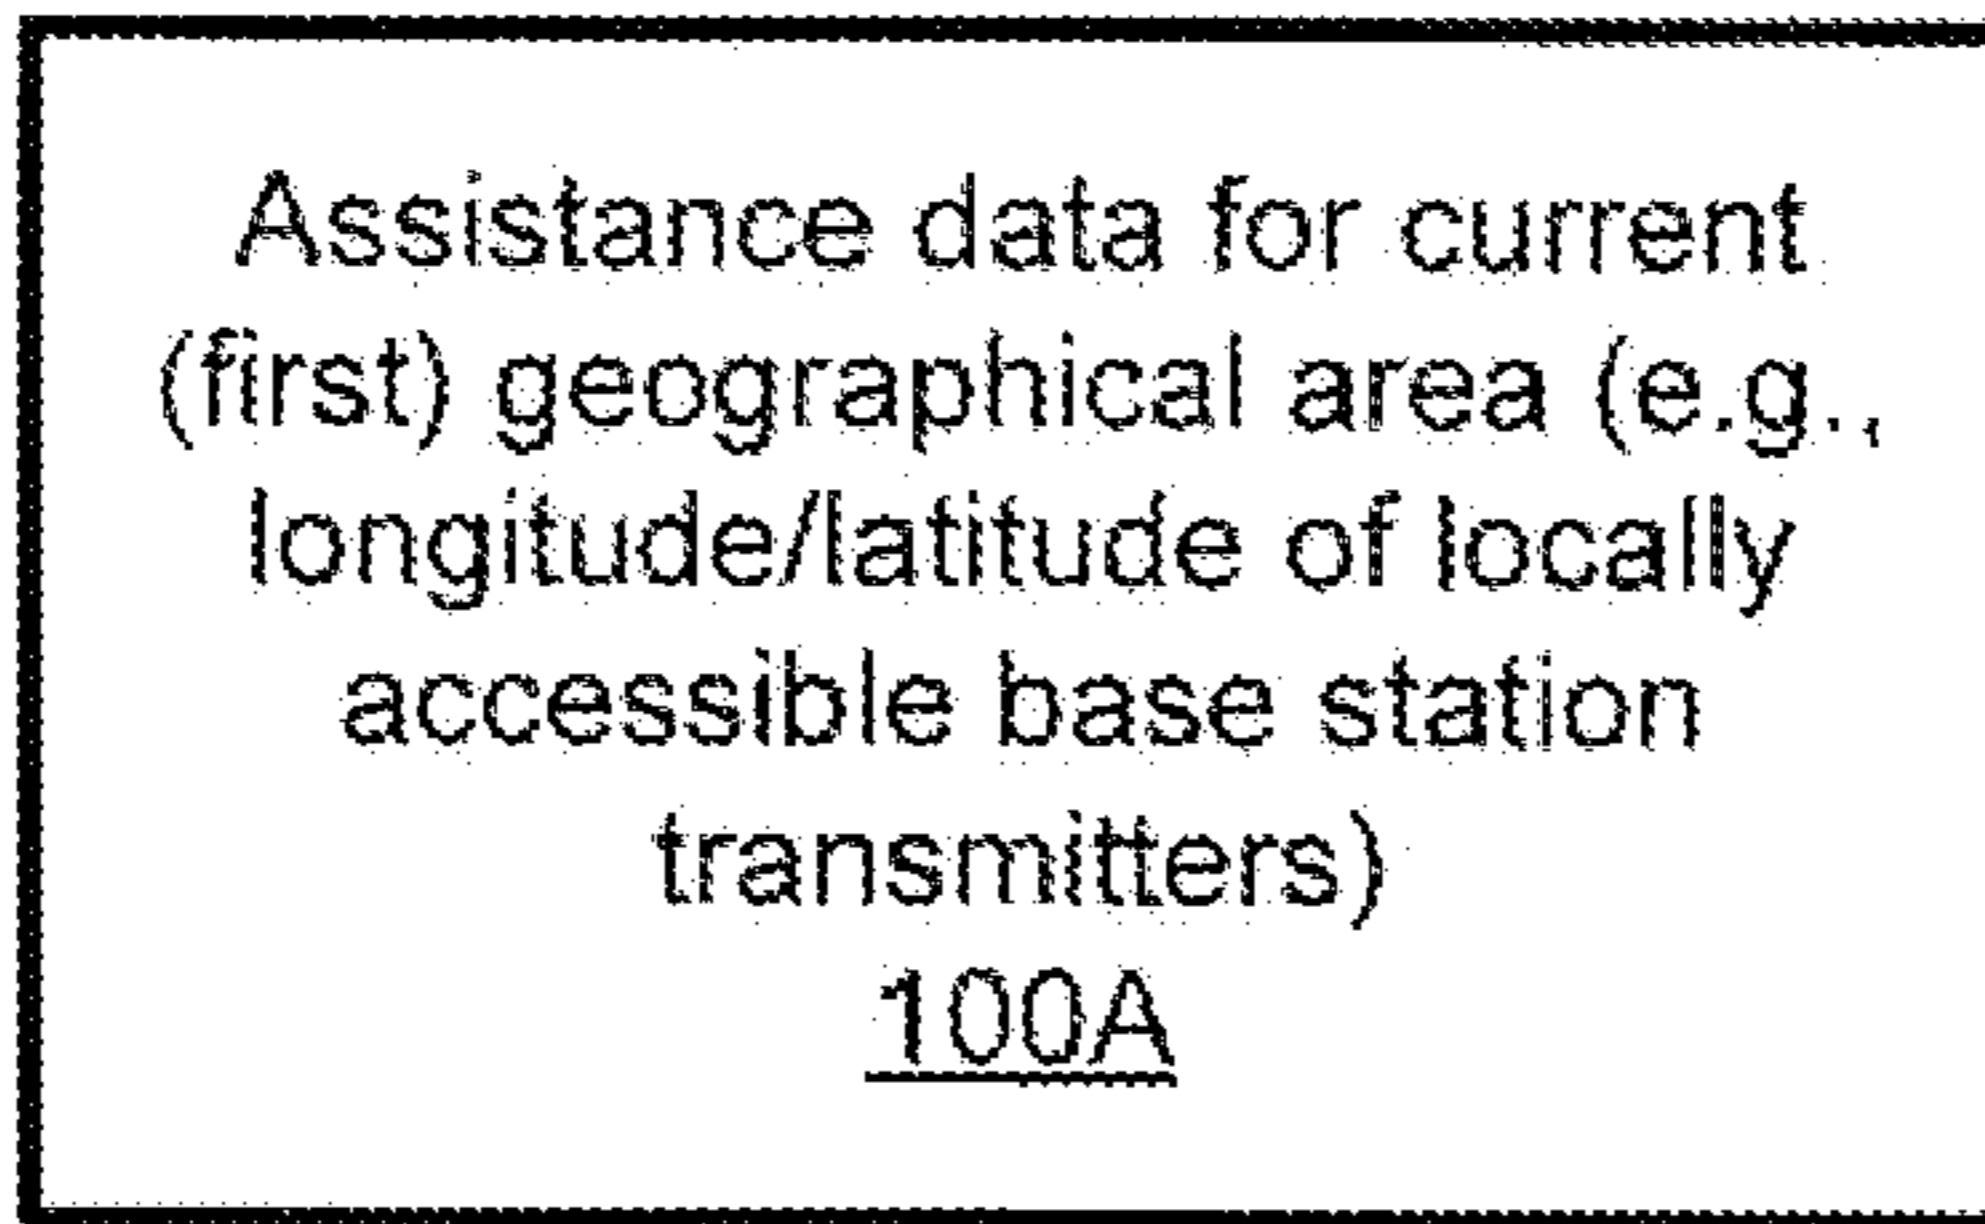 Assistance data for current
(first) geographical area (e.g.,
longitude/latitude of locally
accessible base station
transmitters)
100A